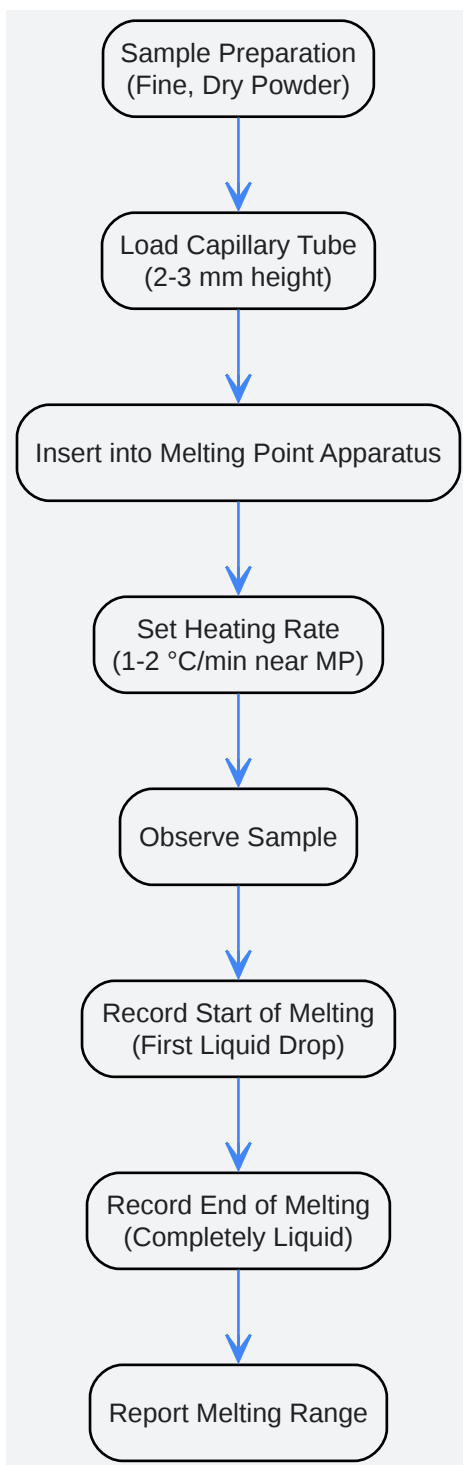 Sample Preparation
(Fine, Dry Powder)
Load Capillary Tube
(2-3 mm height)
Insert into Melting Point Apparatus
Set Heating Rate
(1-2 °C/min near MP)
Observe Sample
Record Start of Melting
(First Liquid Drop)
Record End of Melting
(Completely Liquid)
Report Melting Range